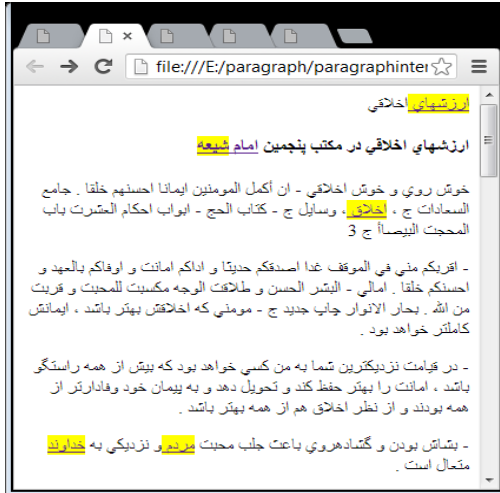 file:///E:/paragraph/paragraphinter
ارزشهاي اخلاقي
ارزشهاي اخلاقي در مكتب پنجمين امام شيعه
خوش روي و خوش اخلاقي - ان أكمل المومنين ايمانا احسنهم خلقا . جامع
السعادات ج ، اخلاق ، وسايل ج - كتاب الحج - ابواب احكام العشرت باب
المحجت البيصاأ ج 3
- اقربكم مني في الموقف غدا اصدقكم حديثا و اداكم امانت و اوفاكم بالعهد و
احسنكم خلقا . امالي - البشر الحسن و طلاقت الوجه مكسبت للمحبت و قربت
من الله . بحار الانوار چاپ جديد ج - مومني كه اخلاقش بهتر باشد ، ايمانش
كاملتر خواهد بود .
- در قيامت نزديكترين شما به من كسي خواهد بود كه بيش از همه راستگو
باشد ، امانت را بهتر حفظ كند و تحويل دهد و به پيمان خود وفادارتر از
همه بودند و از نظر اخلاق هم از همه بهتر باشد .
- بشاش بودن و گشادهروي باعث جلب محبت مردم و نزديكي به خداوند
متعال است .